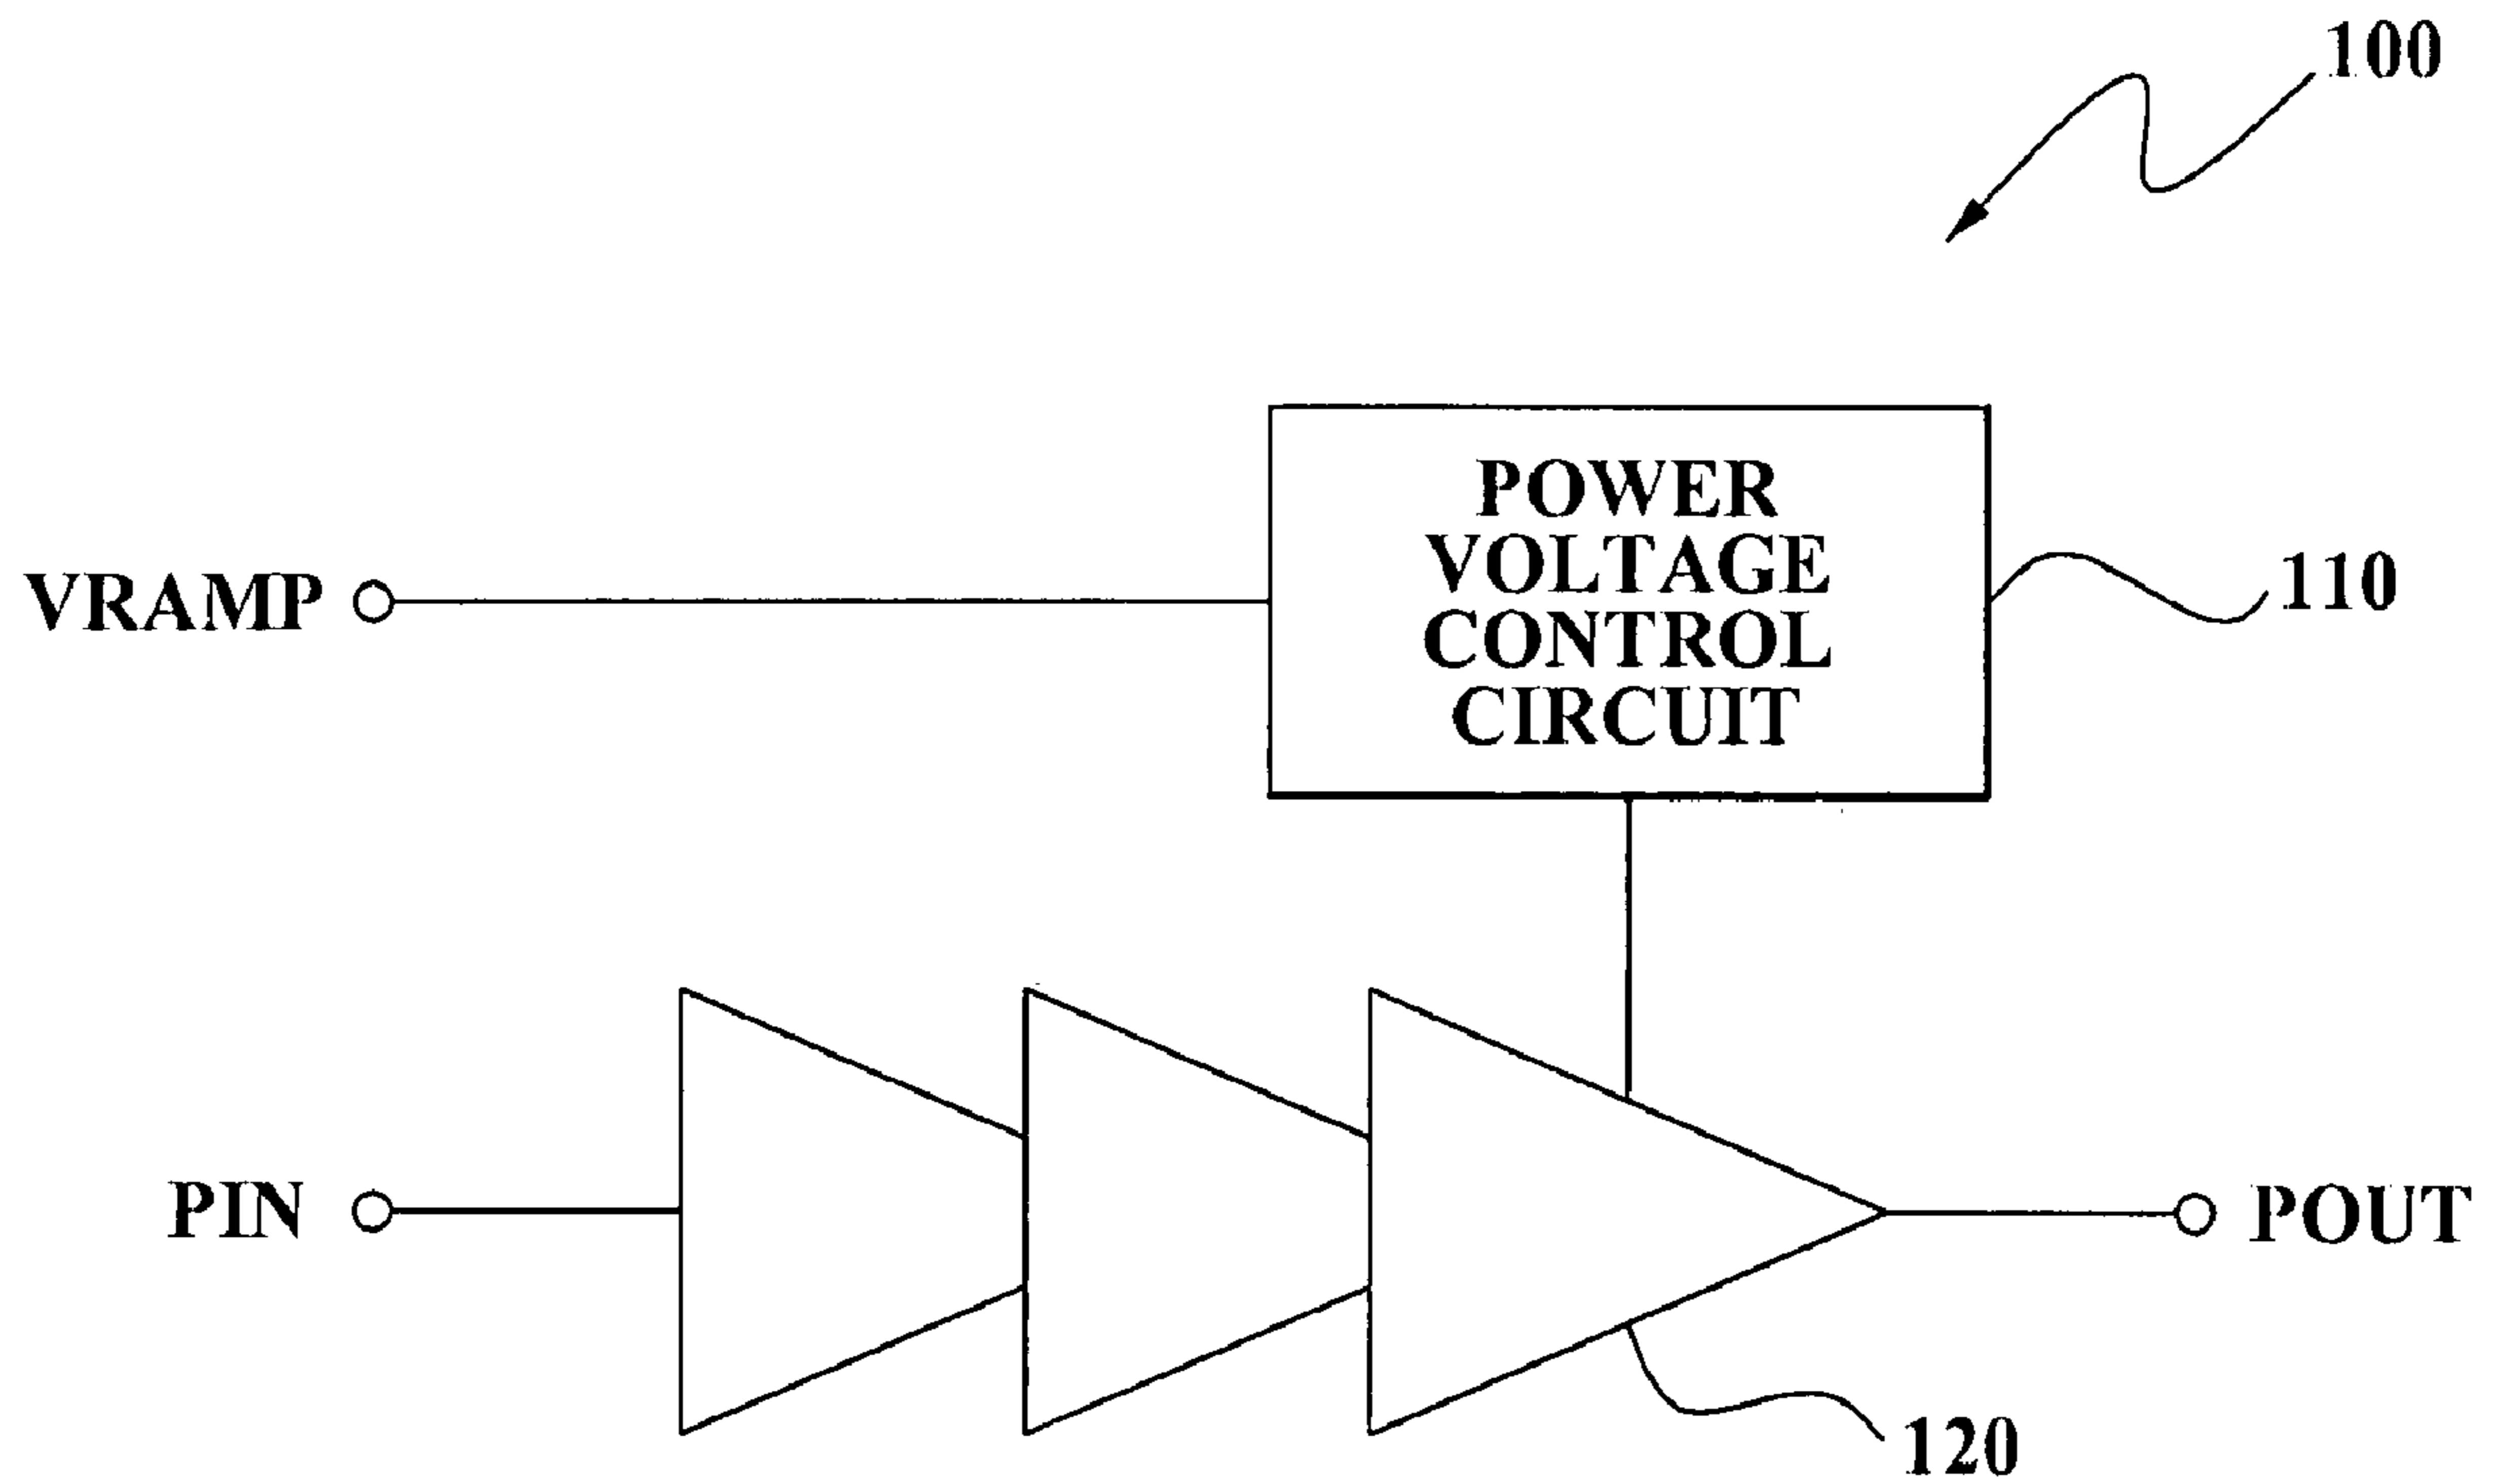 100
POWER
VOLTAGE
CONTROL
CIRCUIT
VRAMP
110
PIN
POUT
120